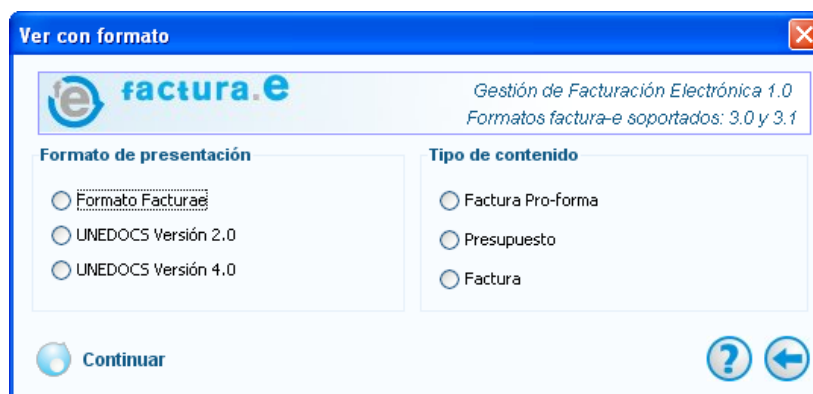 Ver con formato
factura.e
Gestión de Facturación Electrónica 1.0
Formatos factura-e soportados: 3.0 y 3.1
Formato de presentación
Formato Facturae
UNEDOCS Versión 2.0
UNEDOCS Versión 4.0
Tipo de contenido
Factura Pro-forma
Presupuesto
Factura
Continuar
?